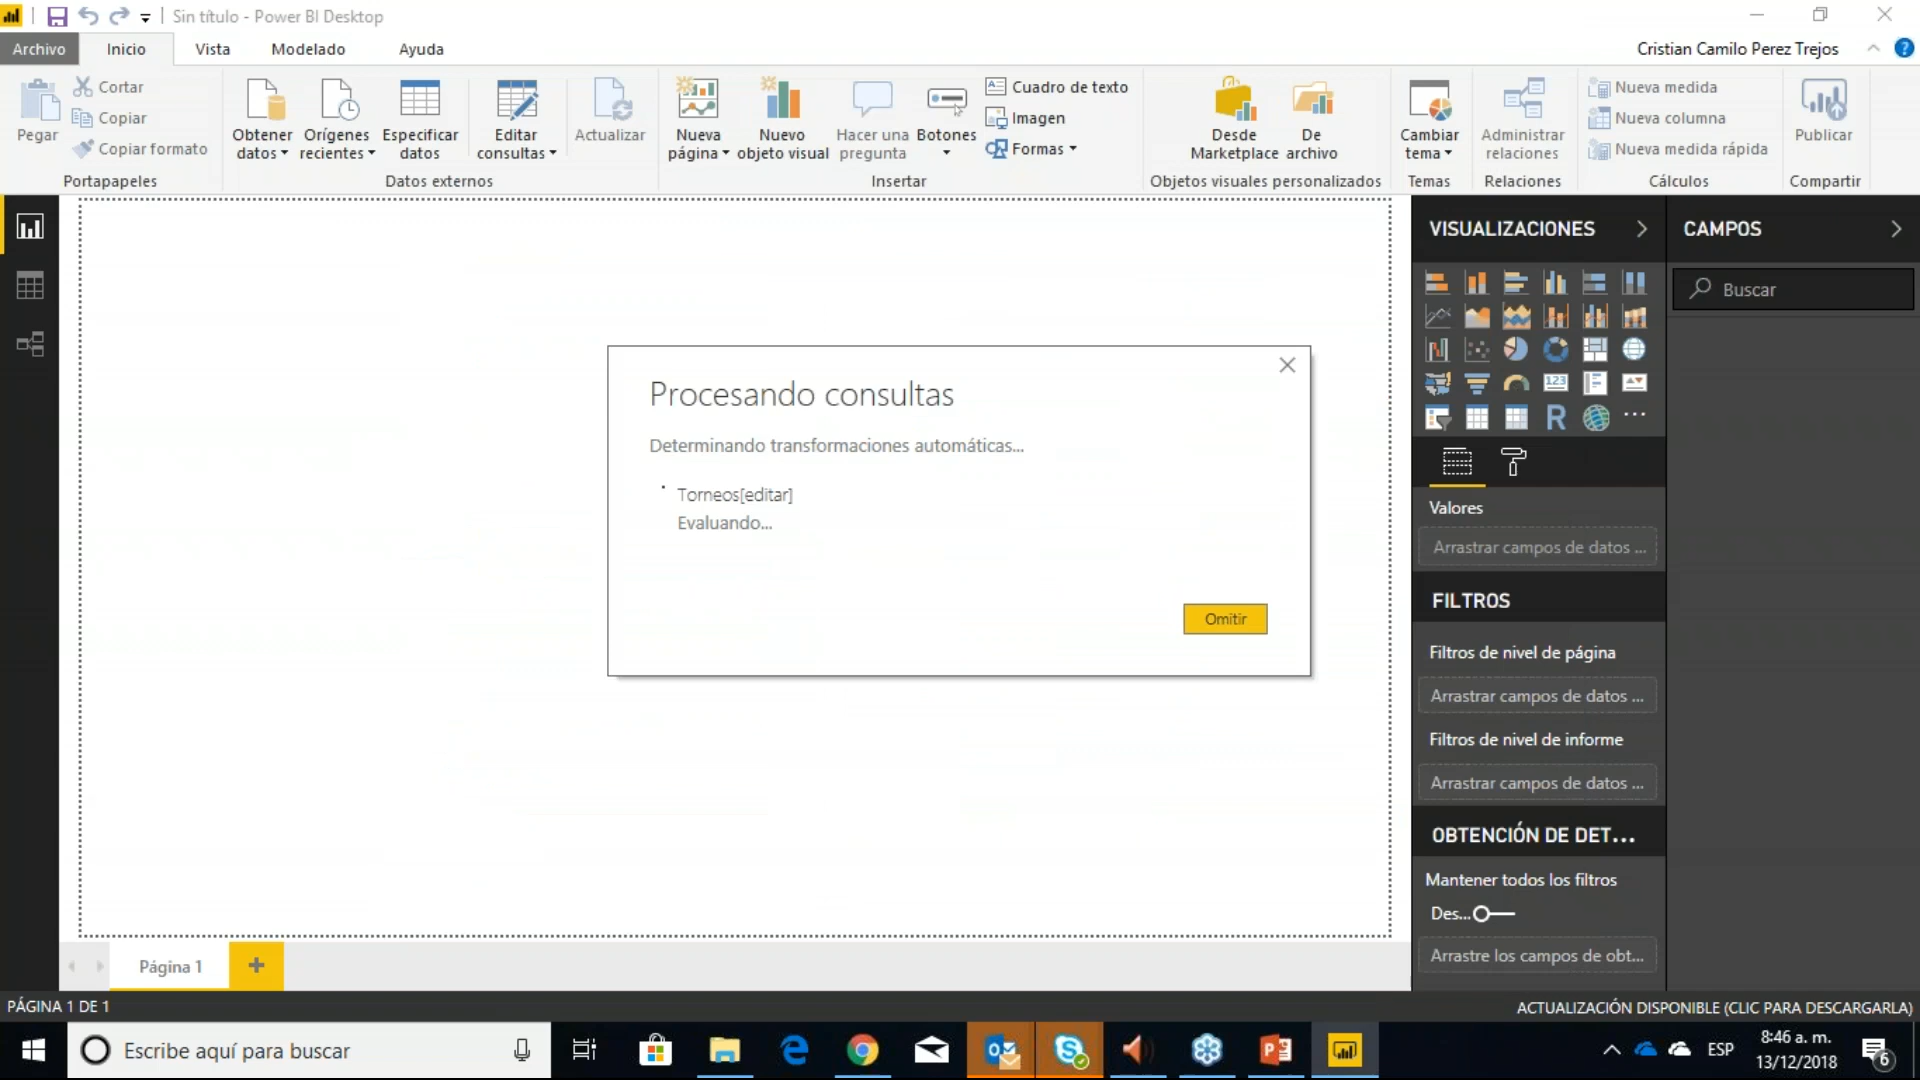 Sin título - Power BI Desktop
Archivo Inicio Vista Modelado Ayuda
Cristian Camilo Perez Trejos
Pegar
Cortar
Copiar
Copiar formato
Portapapeles
Obtener datos
Orígenes recientes
Especificar datos
Editar consultas
Datos externos
Actualizar
Nueva página
Nuevo objeto visual
Hacer una pregunta
Botones
Cuadro de texto
Imagen
Formas
Insertar
Desde Marketplace
De archivo
Objetos visuales personalizados
Cambiar tema
Temas
Administrar relaciones
Relaciones
Nueva medida
Nueva columna
Nueva medida rápida
Cálculos
Publicar
Compartir
Procesando consultas
Determinando transformaciones automáticas...
Torneos[editar]
Evaluando...
Omitir
VISUALIZACIONES
123
R
Valores
Arrastrar campos de datos ...
FILTROS
Filtros de nivel de página
Arrastrar campos de datos ...
Filtros de nivel de informe
Arrastrar campos de datos ...
OBTENCIÓN DE DET...
Mantener todos los filtros
Des...
Arrastre los campos de obt...
CAMPOS
Buscar
Página 1
+
PÁGINA 1 DE 1
ACTUALIZACIÓN DISPONIBLE (CLIC PARA DESCARGARLA)
Escribe aquí para buscar
ESP
8:46 a. m.
13/12/2018
6